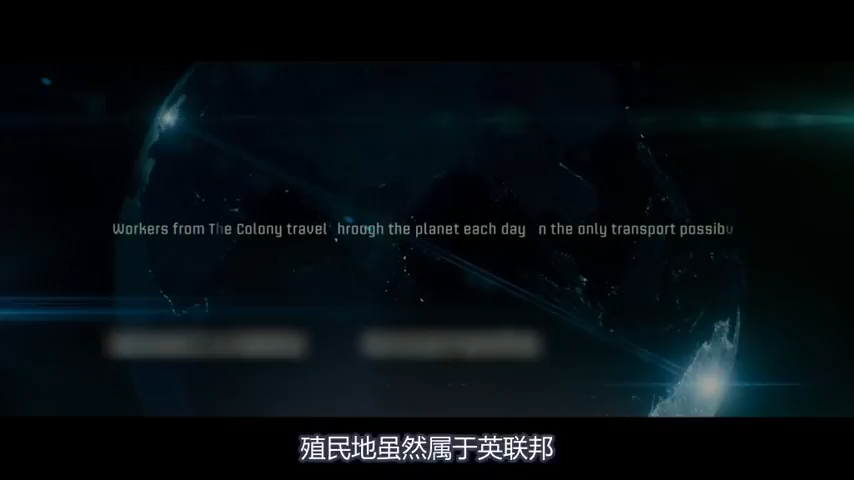 Workers from The Colony travel hrough the planet each day n the only transport possib
殖民地虽然属于英联邦